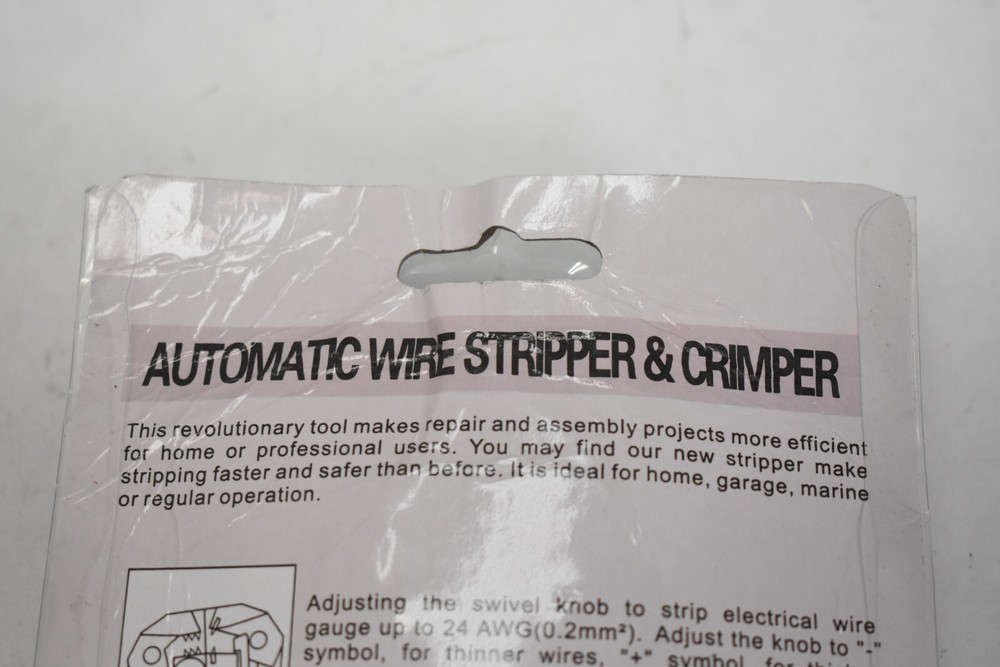 AUTOMATIC WIRE STRIPPER & CRIMPER
This revolutionary tool makes repair and assembly projects more efficient
for home or professional users. You may find our new stripper make
stripping faster and safer than before. It is ideal for home, garage, marine
or regular operation.
Adjusting the swivel knob to strip electrical wire
gauge up to 24 AWG(0.2mm²). Adjust the knob to "-"
symbol, for thinner wires, "+" symbol, for